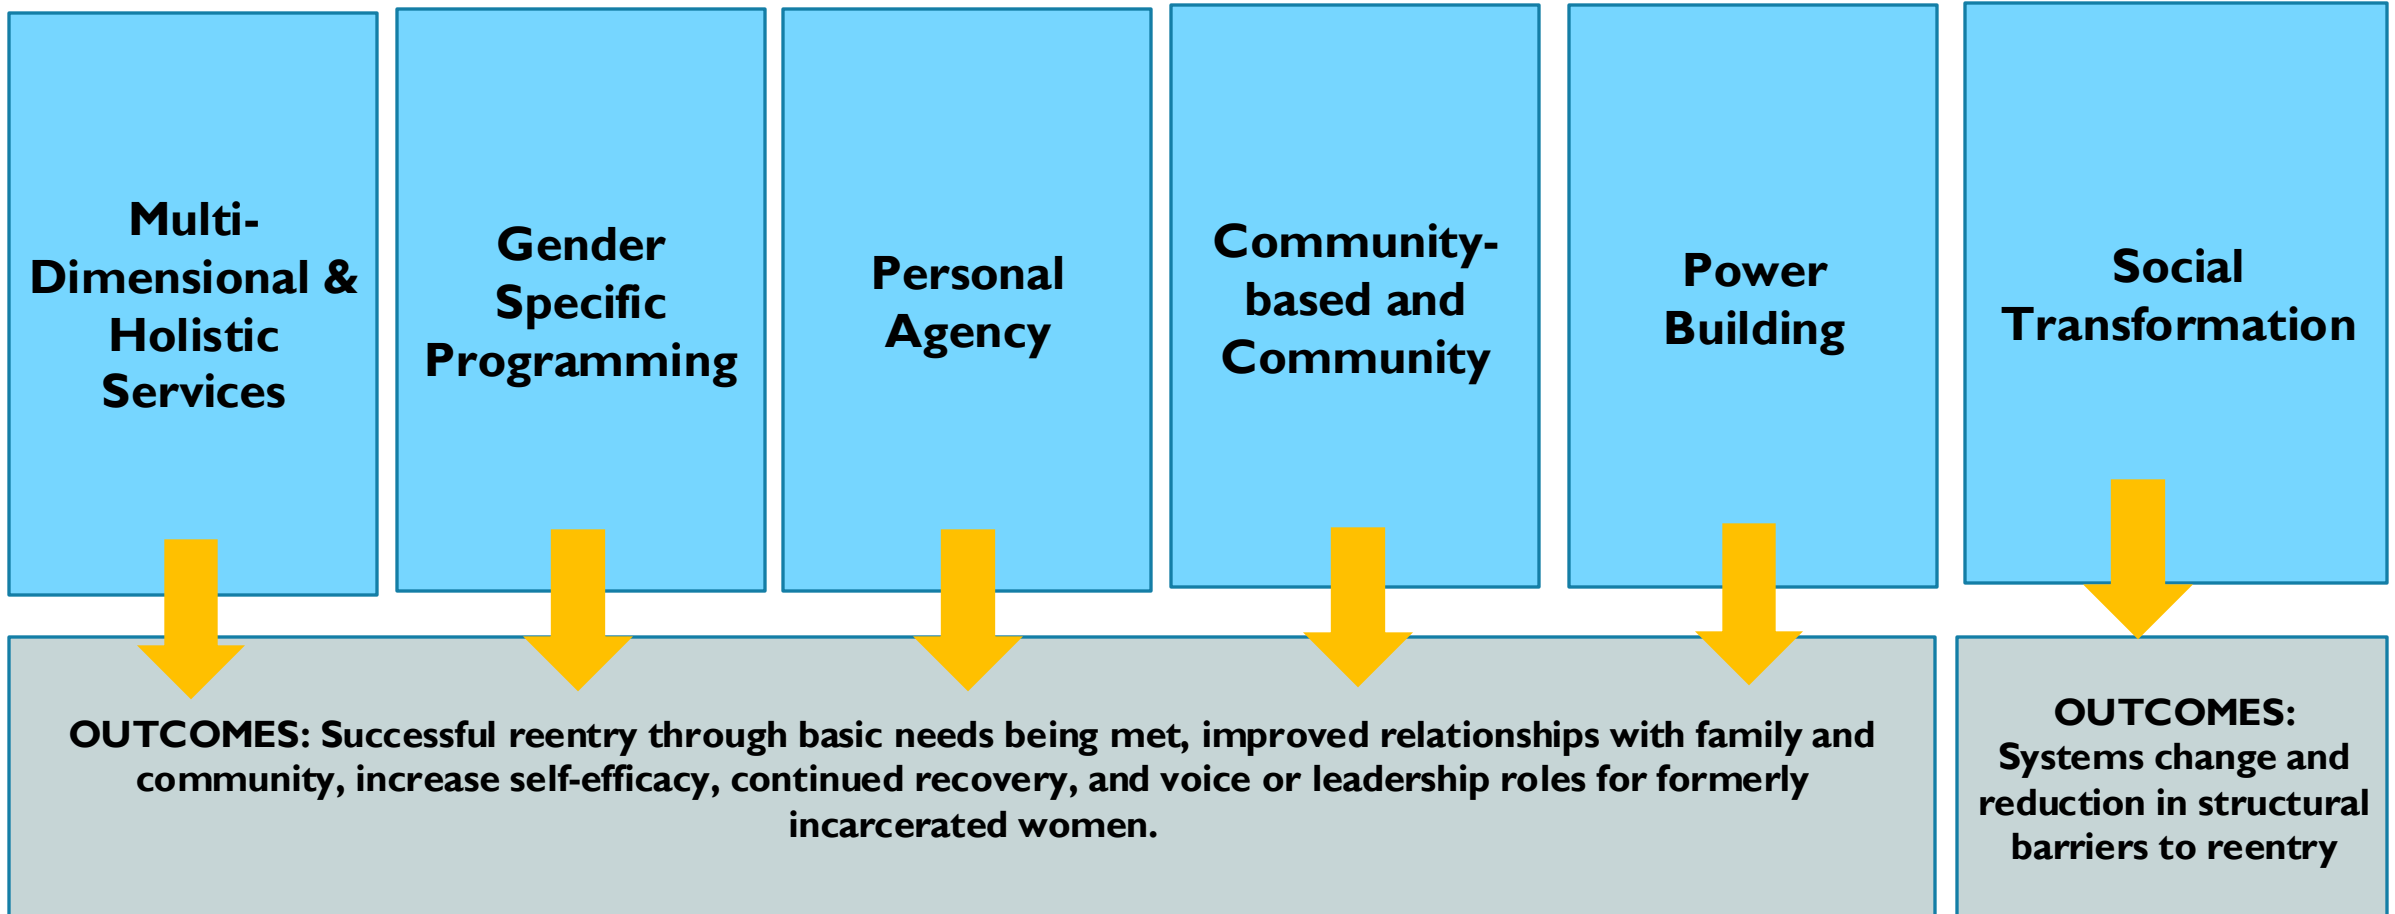 Multi-
Dimensional &
Holistic
Services
Gender
Specific
Programming
Personal
Agency
Community-
based and
Community
Power
Building
Social
Transformation
OUTCOMES: Successful reentry through basic needs being met, improved relationships with family and
community, increase self-efficacy, continued recovery, and voice or leadership roles for formerly
incarcerated women.
OUTCOMES:
Systems change and
reduction in structural
barriers to reentry